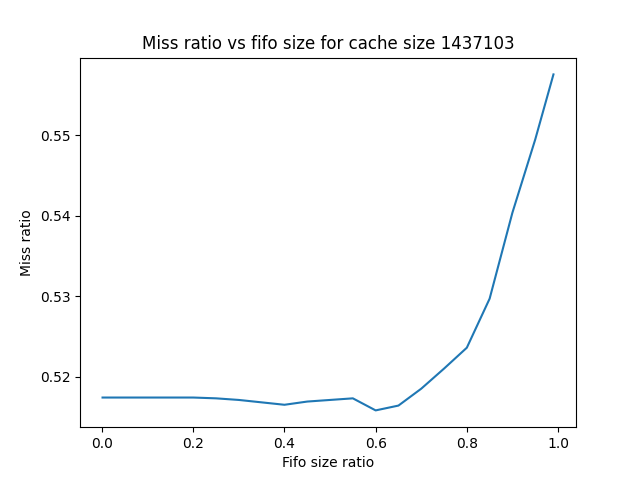 Miss ratio vs fifo size for cache size 1437103
Miss ratio
0.55
0.54
0.53
0.52
0.0 0.2 0.4 0.6 0.8 1.0
Fifo size ratio